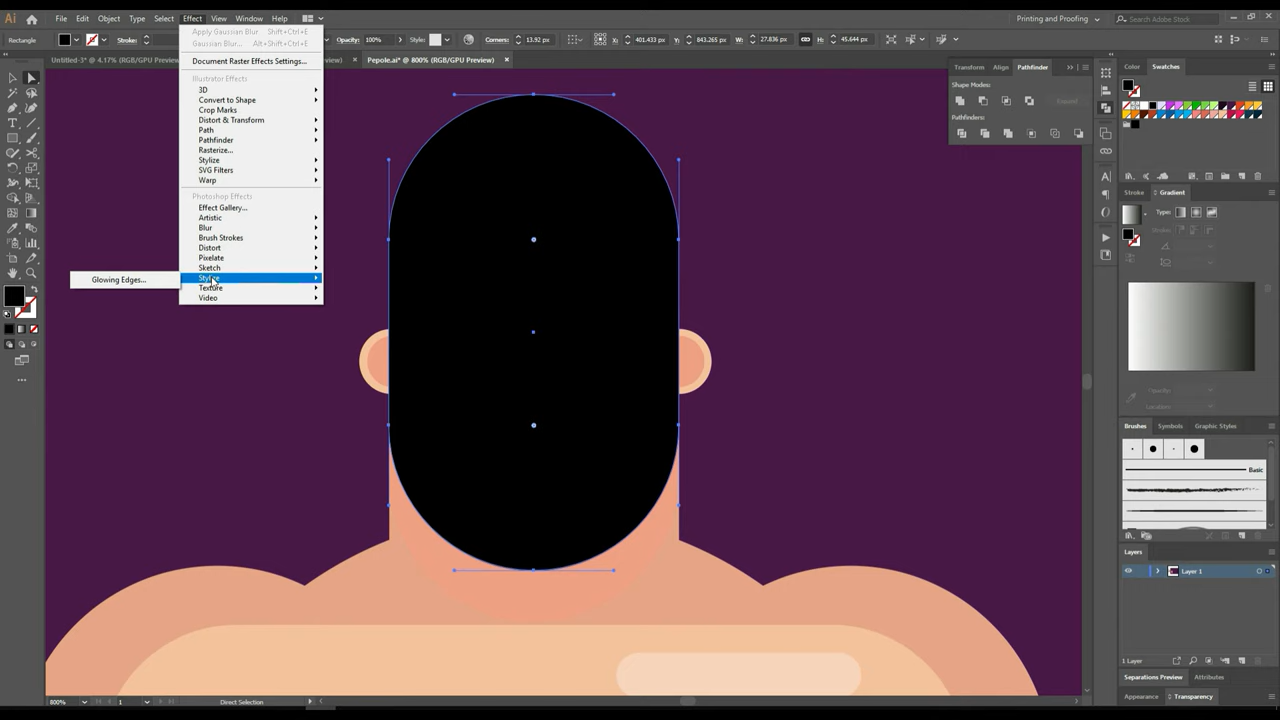 Ai File Edit Object Type Select Effect View Window Help Printing and Proofing Search Adobe Stock
Rectangle Stroke: Opacity: 100% Style: Corners: 13.92 px X: 401.433 px Y: 843.265 px W: 27.836 px H: 45.644 px
Untitled-3* @ 4.17% (RGB/GPU Preview) Pepole.ai* @ 800% (RGB/GPU Preview)
Apply Gaussian Blur Shift+Ctrl+E
Gaussian Blur... Alt+Shift+Ctrl+E
Document Raster Effects Settings...
Illustrator Effects
3D
Convert to Shape
Crop Marks
Distort & Transform
Path
Pathfinder
Rasterize...
Stylize
SVG Filters
Warp
Photoshop Effects
Effect Gallery...
Artistic
Blur
Brush Strokes
Distort
Pixelate
Sketch
Stylize
Texture
Video
Glowing Edges...
Transform Align Pathfinder
Shape Modes:
Expand
Pathfinders:
Color Swatches
Stroke Gradient
Type:
Stroke:
Opacity:
Location:
Brushes Symbols Graphic Styles
Basic
Layers
Layer 1
1 Layer
Separations Preview Attributes
Appearance Transparency
800% 1 Direct Selection